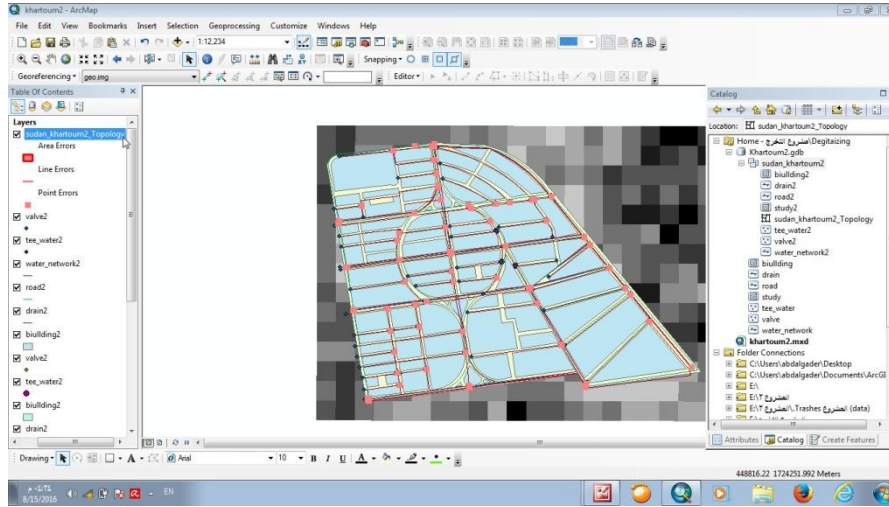 khartoum2 - ArcMap
File Edit View Bookmarks Insert Selection Geoprocessing Customize Windows Help
1:12,234
Snapping
Georeferencing geo.img
Editor
Table Of Contents
Layers
sudan_khartoum2_Topology
Area Errors
Line Errors
Point Errors
valve2
tee_water2
water_network2
road2
drain2
biullding2
valve2
tee_water2
biullding2
drain2
Catalog
Location: sudan_khartoum2_Topology
Home - مشروع التخرج\Degitaizing
Khartoum2.gdb
sudan_khartoum2
biullding2
drain2
road2
study2
sudan_khartoum2_Topology
tee_water2
valve2
water_network2
biullding
drain
road
study
tee_water
valve
water_network
khartoum2.mxd
Folder Connections
C:\Users\abdalgader\Desktop
C:\Users\abdalgader\Documents\ArcGI
E:\
Attributes Catalog Create Features
Drawing Arial 10 B I U A
448816.22 1724251.992 Meters
8/15/2016
EN